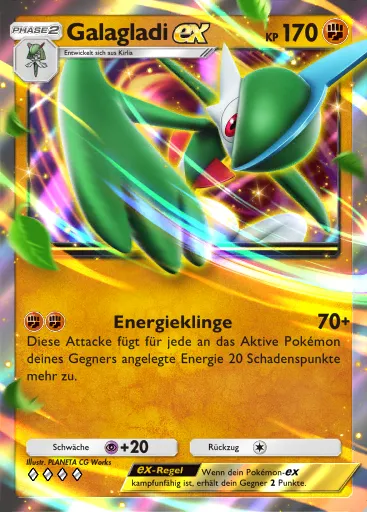 PHASE 2 Galagladi ex KP 170
Entwickelt sich aus Kirlia
Energieklinge 70+
Diese Attacke fügt für jede an das Aktive Pokémon
deines Gegners angelegte Energie 20 Schadenspunkte
mehr zu.
Schwäche +20 Rückzug
Illustr. PLANETA CG Works
ex-Regel Wenn dein Pokémon-ex
kampfunfähig ist, erhält dein Gegner 2 Punkte.